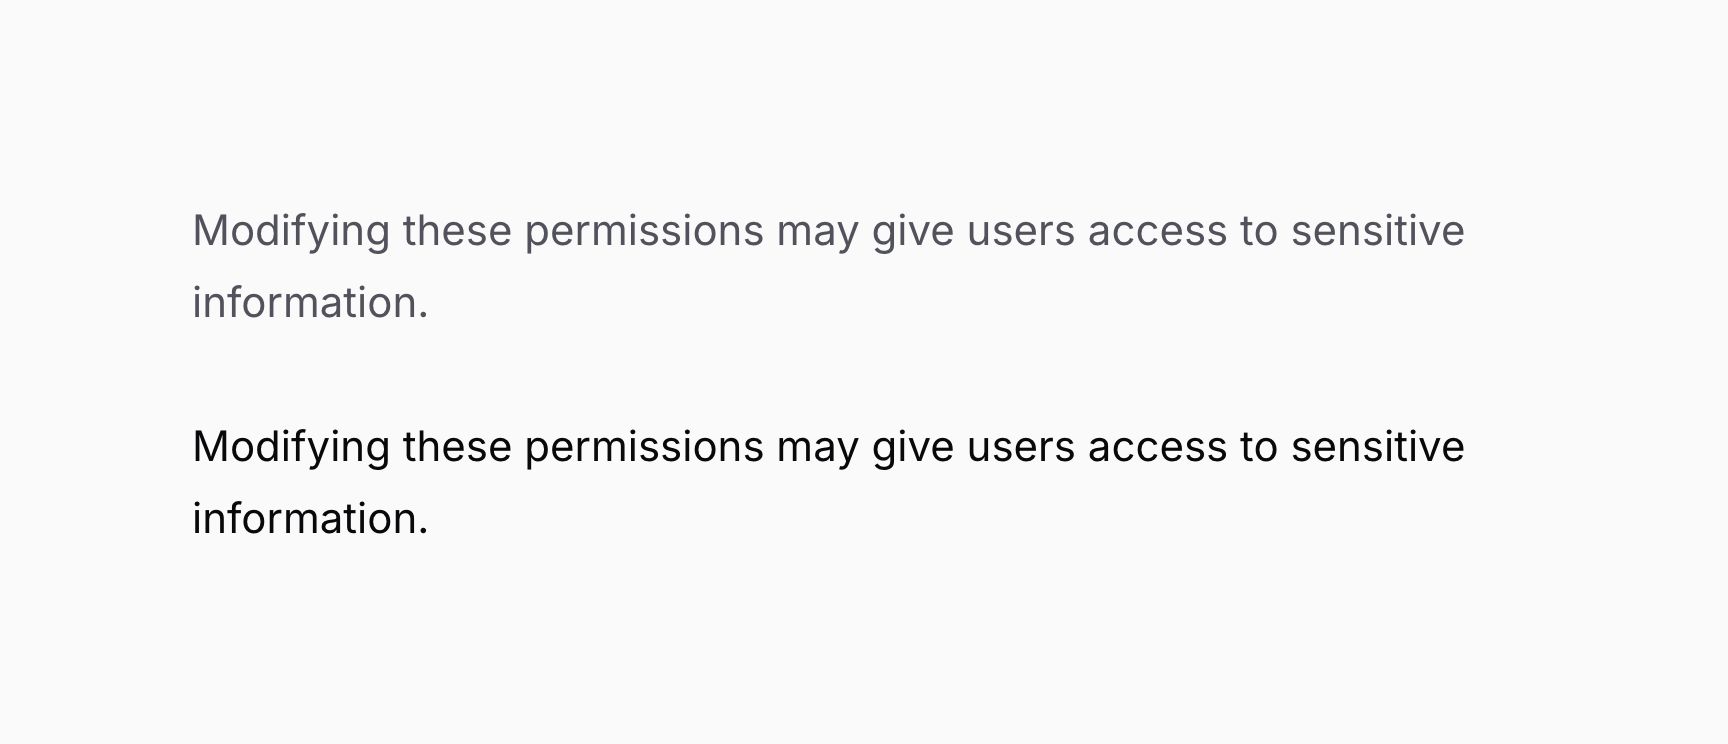 Modifying these permissions may give users access to sensitive
information.
Modifying these permissions may give users access to sensitive
information.